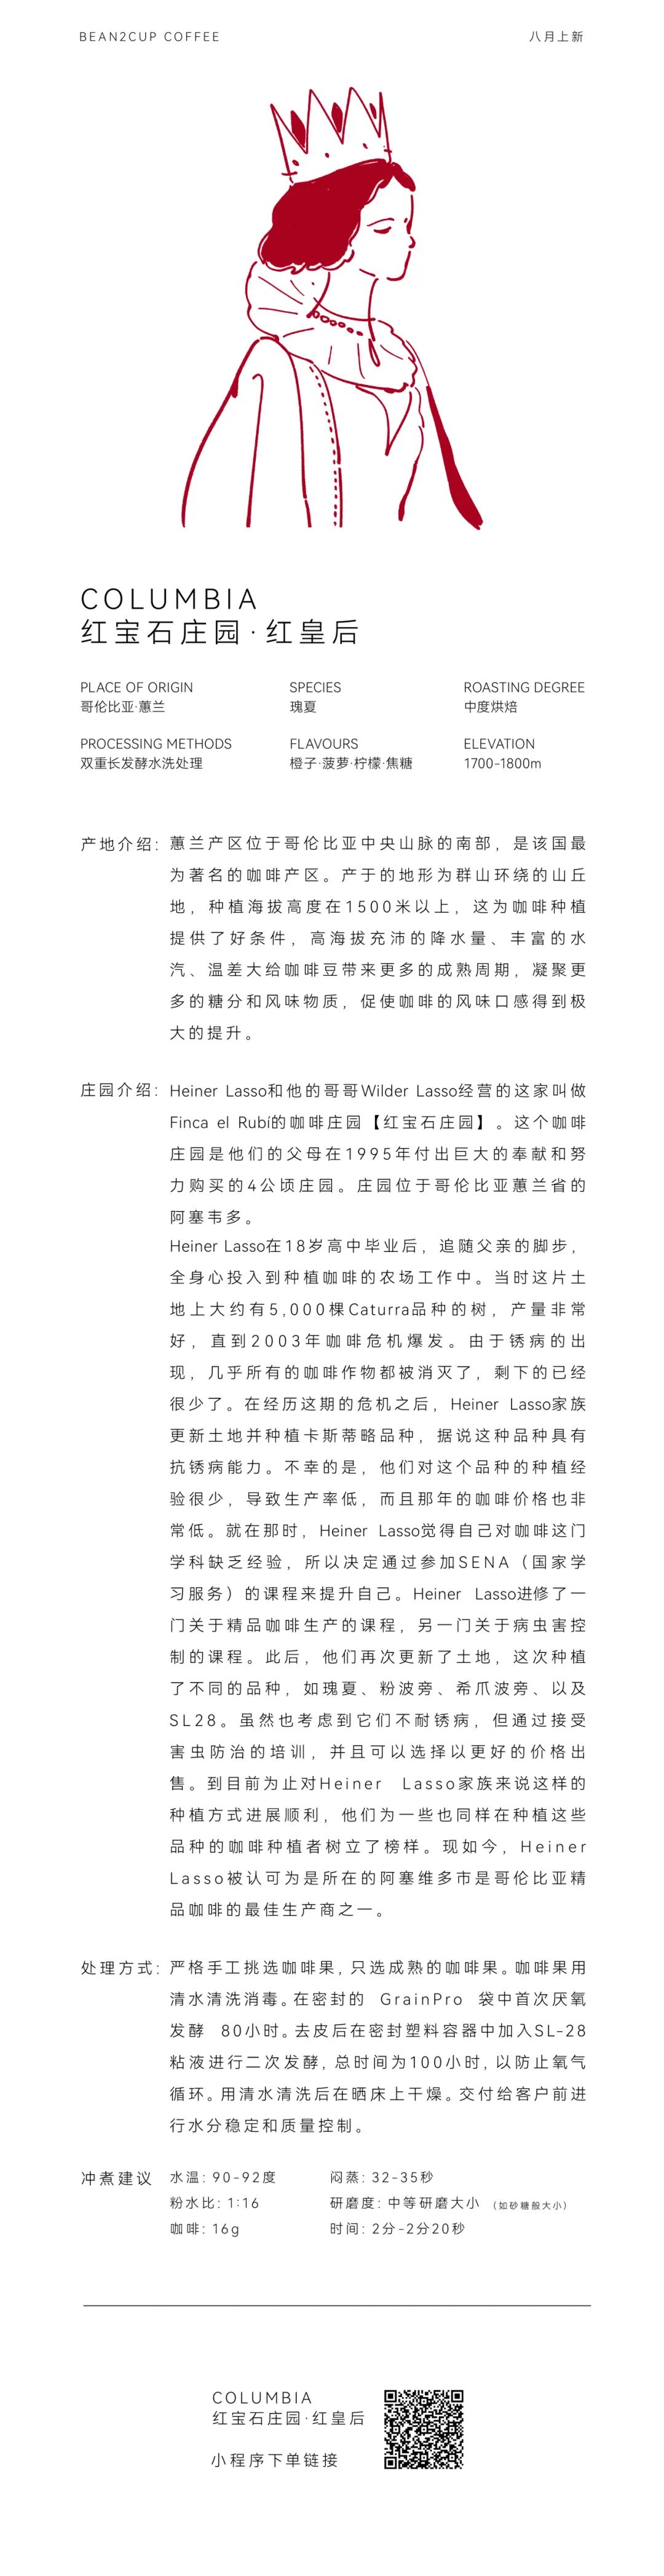 BEAN2CUP COFFEE
八月上新
COLUMBIA
红宝石庄园·红皇后
PLACE OF ORIGIN
哥伦比亚·蕙兰
SPECIES
瑰夏
ROASTING DEGREE
中度烘焙
PROCESSING METHODS
双重长发酵水洗处理
FLAVOURS
橙子·菠萝·柠檬·焦糖
ELEVATION
1700-1800m
产地介绍: 蕙兰产区位于哥伦比亚中央山脉的南部，是该国最
为著名的咖啡产区。产于的地形为群山环绕的山丘
地，种植海拔高度在1500米以上，这为咖啡种植
提供了好条件，高海拔充沛的降水量、丰富的水
汽、温差大给咖啡豆带来更多的成熟周期，凝聚更
多的糖分和风味物质，促使咖啡的风味口感得到极
大的提升。
庄园介绍: Heiner Lasso和他的哥哥Wilder Lasso经营的这家叫做
Finca el Rubí的咖啡庄园【红宝石庄园】。这个咖啡
庄园是他们的父母在1995年付出巨大的奉献和努
力购买的4公顷庄园。庄园位于哥伦比亚蕙兰省的
阿塞韦多。
Heiner Lasso在18岁高中毕业后，追随父亲的脚步，
全身心投入到种植咖啡的农场工作中。当时这片土
地上大约有5,000棵Caturra品种的树，产量非常
好，直到2003年咖啡危机爆发。由于锈病的出
现，几乎所有的咖啡作物都被消灭了，剩下的已经
很少了。在经历这期的危机之后，Heiner Lasso家族
更新土地并种植卡斯蒂略品种，据说这种品种具有
抗锈病能力。不幸的是，他们对这个品种的种植经
验很少，导致生产率低，而且那年的咖啡价格也非
常低。就在那时，Heiner Lasso觉得自己对咖啡这门
学科缺乏经验，所以决定通过参加SENA（国家学
习服务）的课程来提升自己。Heiner Lasso进修了一
门关于精品咖啡生产的课程，另一门关于病虫害控
制的课程。此后，他们再次更新了土地，这次种植
了不同的品种，如瑰夏、粉波旁、希爪波旁、以及
SL28。虽然也考虑到它们不耐锈病，但通过接受
害虫防治的培训，并且可以选择以更好的价格出
售。到目前为止对Heiner Lasso家族来说这样的
种植方式进展顺利，他们为一些也同样在种植这些
品种的咖啡种植者树立了榜样。现如今，Heiner
Lasso被认可为是所在的阿塞维多市是哥伦比亚精
品咖啡的最佳生产商之一。
处理方式: 严格手工挑选咖啡果，只选成熟的咖啡果。咖啡果用
清水清洗消毒。在密封的 GrainPro 袋中首次厌氧
发酵 80小时。去皮后在密封塑料容器中加入SL-28
粘液进行二次发酵，总时间为100小时，以防止氧气
循环。用清水清洗后在晒床上干燥。交付给客户前进
行水分稳定和质量控制。
冲煮建议 水温: 90-92度 闷蒸: 32-35秒
粉水比: 1:16 研磨度: 中等研磨大小 （如砂糖般大小）
咖啡: 16g 时间: 2分-2分20秒
COLUMBIA
红宝石庄园·红皇后
小程序下单链接